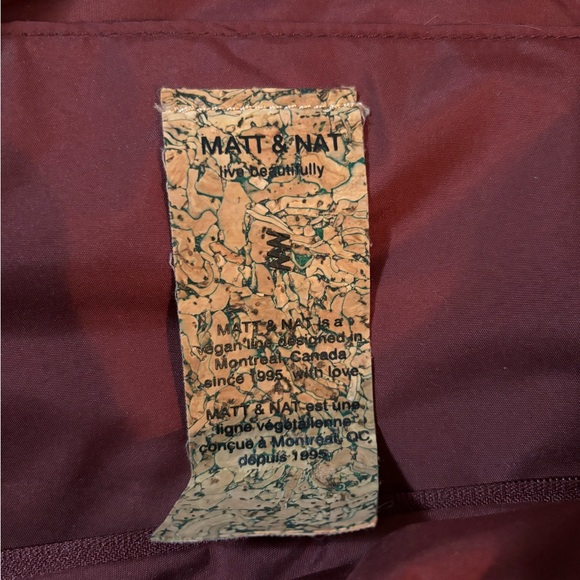 MATT & NAT
live beautifully
MATT & NAT is a
vegan line designed in
Montreal, Canada
since 1995, with love.
MATT & NAT est une
ligne végétalienne
conçue à Montréal, QC,
depuis 1995.